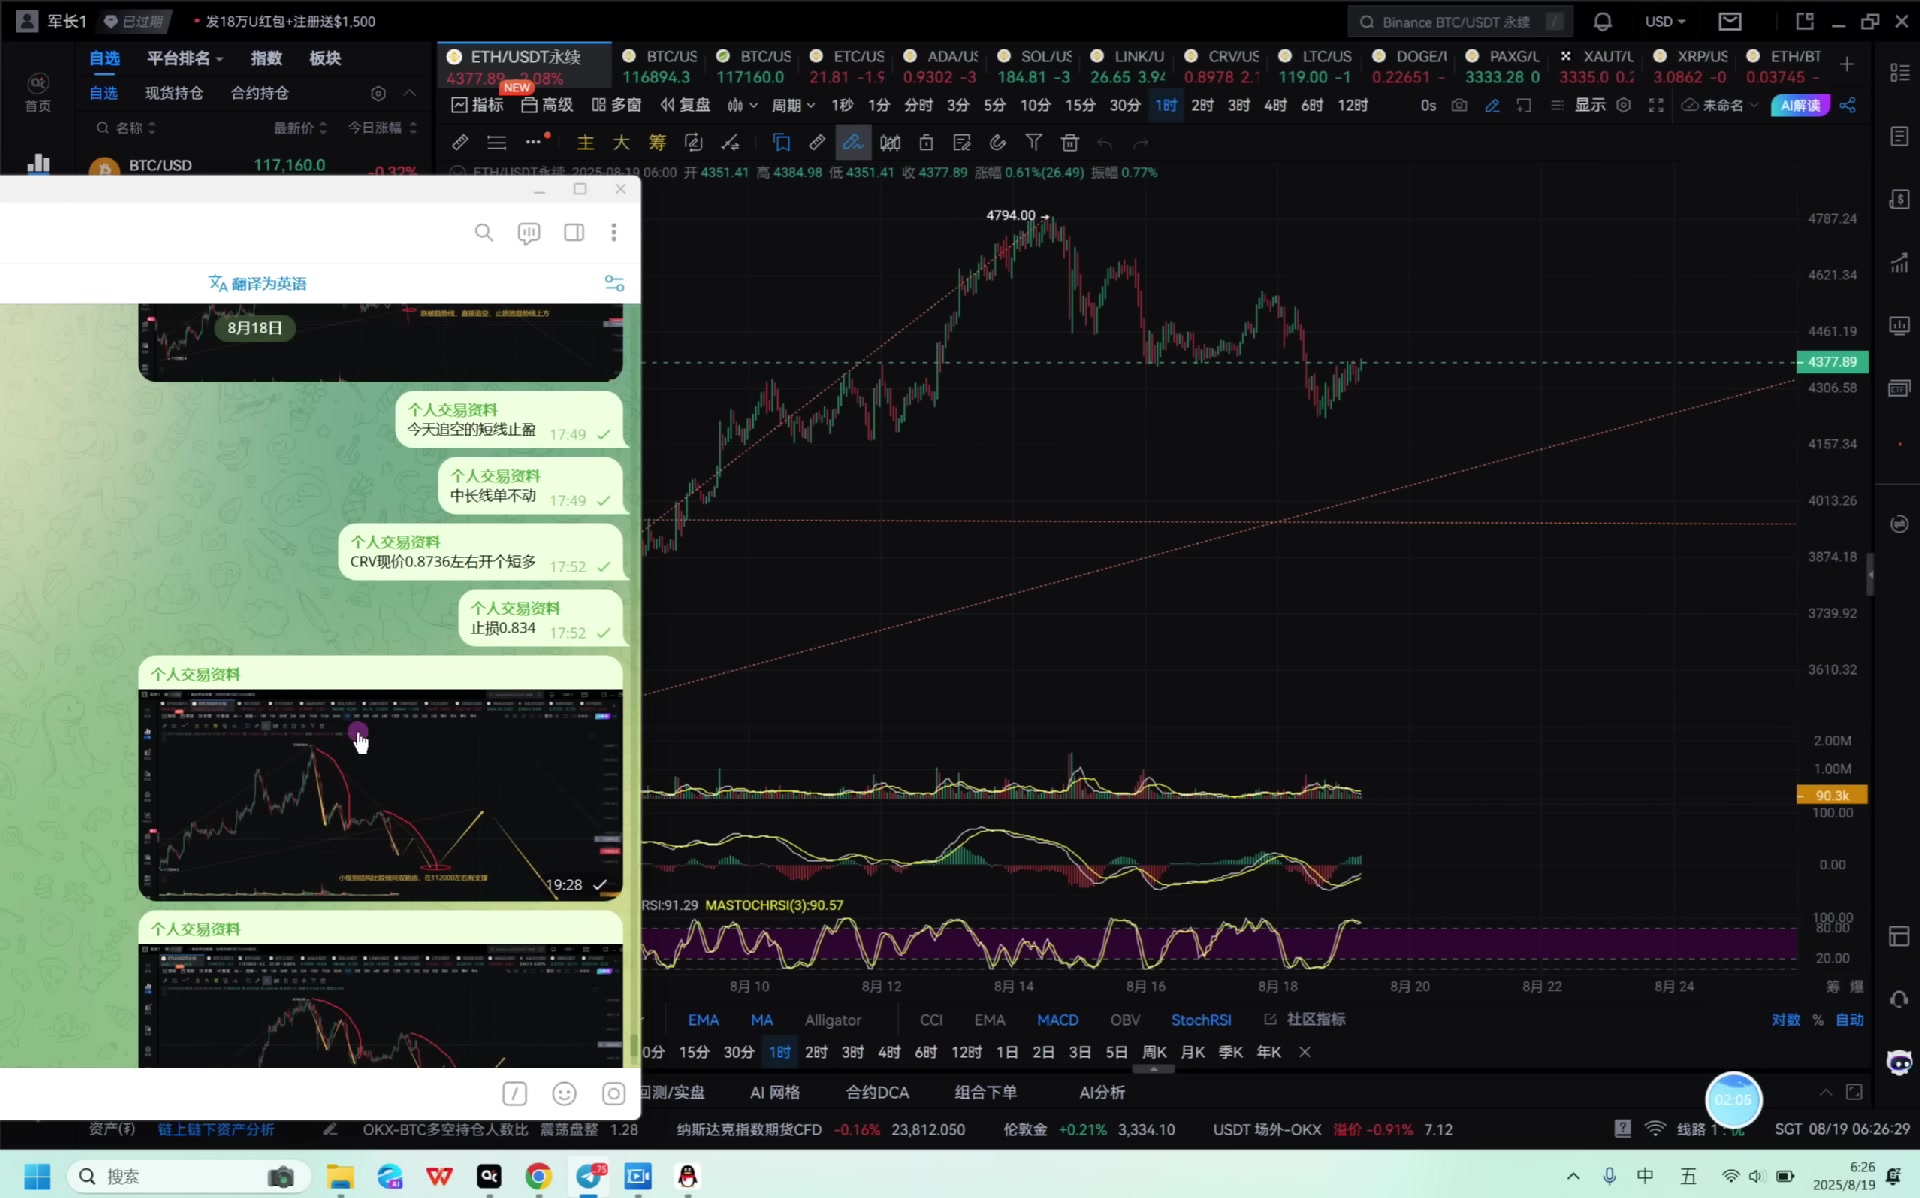 军长1 已过期 • 发18万U红包+注册送$1,500
Binance BTC/USDT 永续 / USD
首页
自选 平台排名 指数 板块
自选 现货持仓 合约持仓
名称 最新价 今日涨幅
BTC/USD 117,160.0 -0.32%
ETH/USDT永续 BTC/US BTC/US ETC/US ADA/US SOL/US LINK/U CRV/US LTC/US DOGE/ PAXG/U XAUT/U XRP/US ETH/BT
4377.89 -2.08% 116894.3 117160.0 21.81 -1.9 0.9302 -3 184.81 -3 26.65 3.94 0.8978 2.1 119.00 -1 0.22651 - 3333.28 0 3335.0 0.2 3.0862 -0 0.03745 -
NEW
指标 高级 多窗 复盘 周期 1秒 1分 分时 3分 5分 10分 15分 30分 1时 2时 3时 4时 6时 12时 0s 显示 未命名 AI解读
主 大 筹
ETH/USDT永续 2025-08-19 06:00 开 4351.41 高 4384.98 低 4351.41 收 4377.89 涨幅 0.61%(26.49) 振幅 0.77%
翻译为英语
8月18日
个人交易资料
今天追空的短线止盈 17:49
个人交易资料
中长线单不动 17:49
个人交易资料
CRV现价0.8736左右开个短多 17:52
个人交易资料
止损0.834 17:52
个人交易资料
19:28
个人交易资料
4794.00
4787.24
4621.34
4461.19
4377.89
4306.58
4157.34
4013.26
3874.18
3739.92
3610.32
2.00M
1.00M
90.3k
100.00
0.00
RSI:91.29 MASTOCHRSI(3):90.57
100.00
80.00
20.00
8月 10 8月 12 8月 14 8月 16 8月 18 8月 20 8月 22 8月 24 筹 爆
EMA MA Alligator CCI EMA MACD OBV StochRSI 社区指标 对数 % 自动
0分 15分 30分 1时 2时 3时 4时 6时 12时 1日 2日 3日 5日 周K 月K 季K 年K
回测/实盘 AI 网格 合约DCA 组合下单 AI分析
02:05
资产(₮) 链上链下资产分析 OKX-BTC多空持仓人数比 震荡盘整 1.28 纳斯达克指数期货CFD -0.16% 23,812.050 伦敦金 +0.21% 3,334.10 USDT 场外-OKX 溢价 -0.91% 7.12 线路 1 SGT 08/19 06:26:29
搜索 75 中 五 6:26
2025/8/19